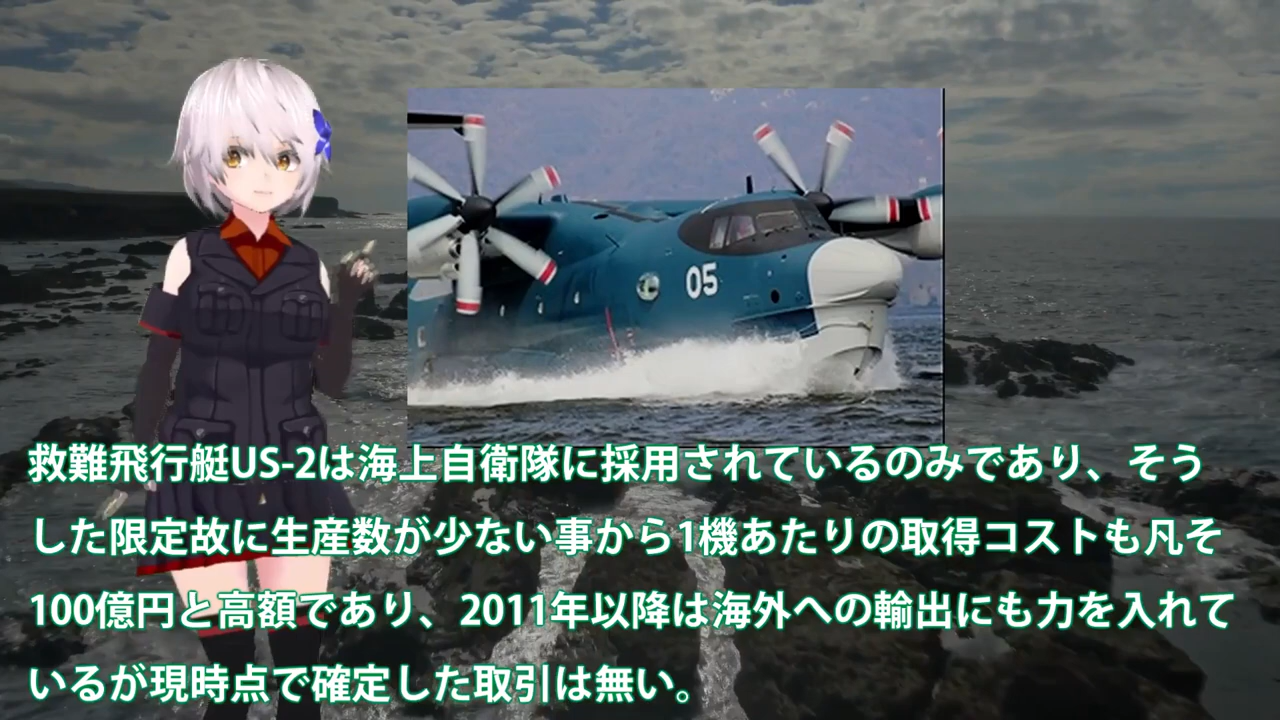 05
救難飛行艇US-2は海上自衛隊に採用されているのみであり、そう
した限定故に生産数が少ない事から1機あたりの取得コストも凡そ
100億円と高額であり、2011年以降は海外への輸出にも力を入れて
いるが現時点で確定した取引は無い。